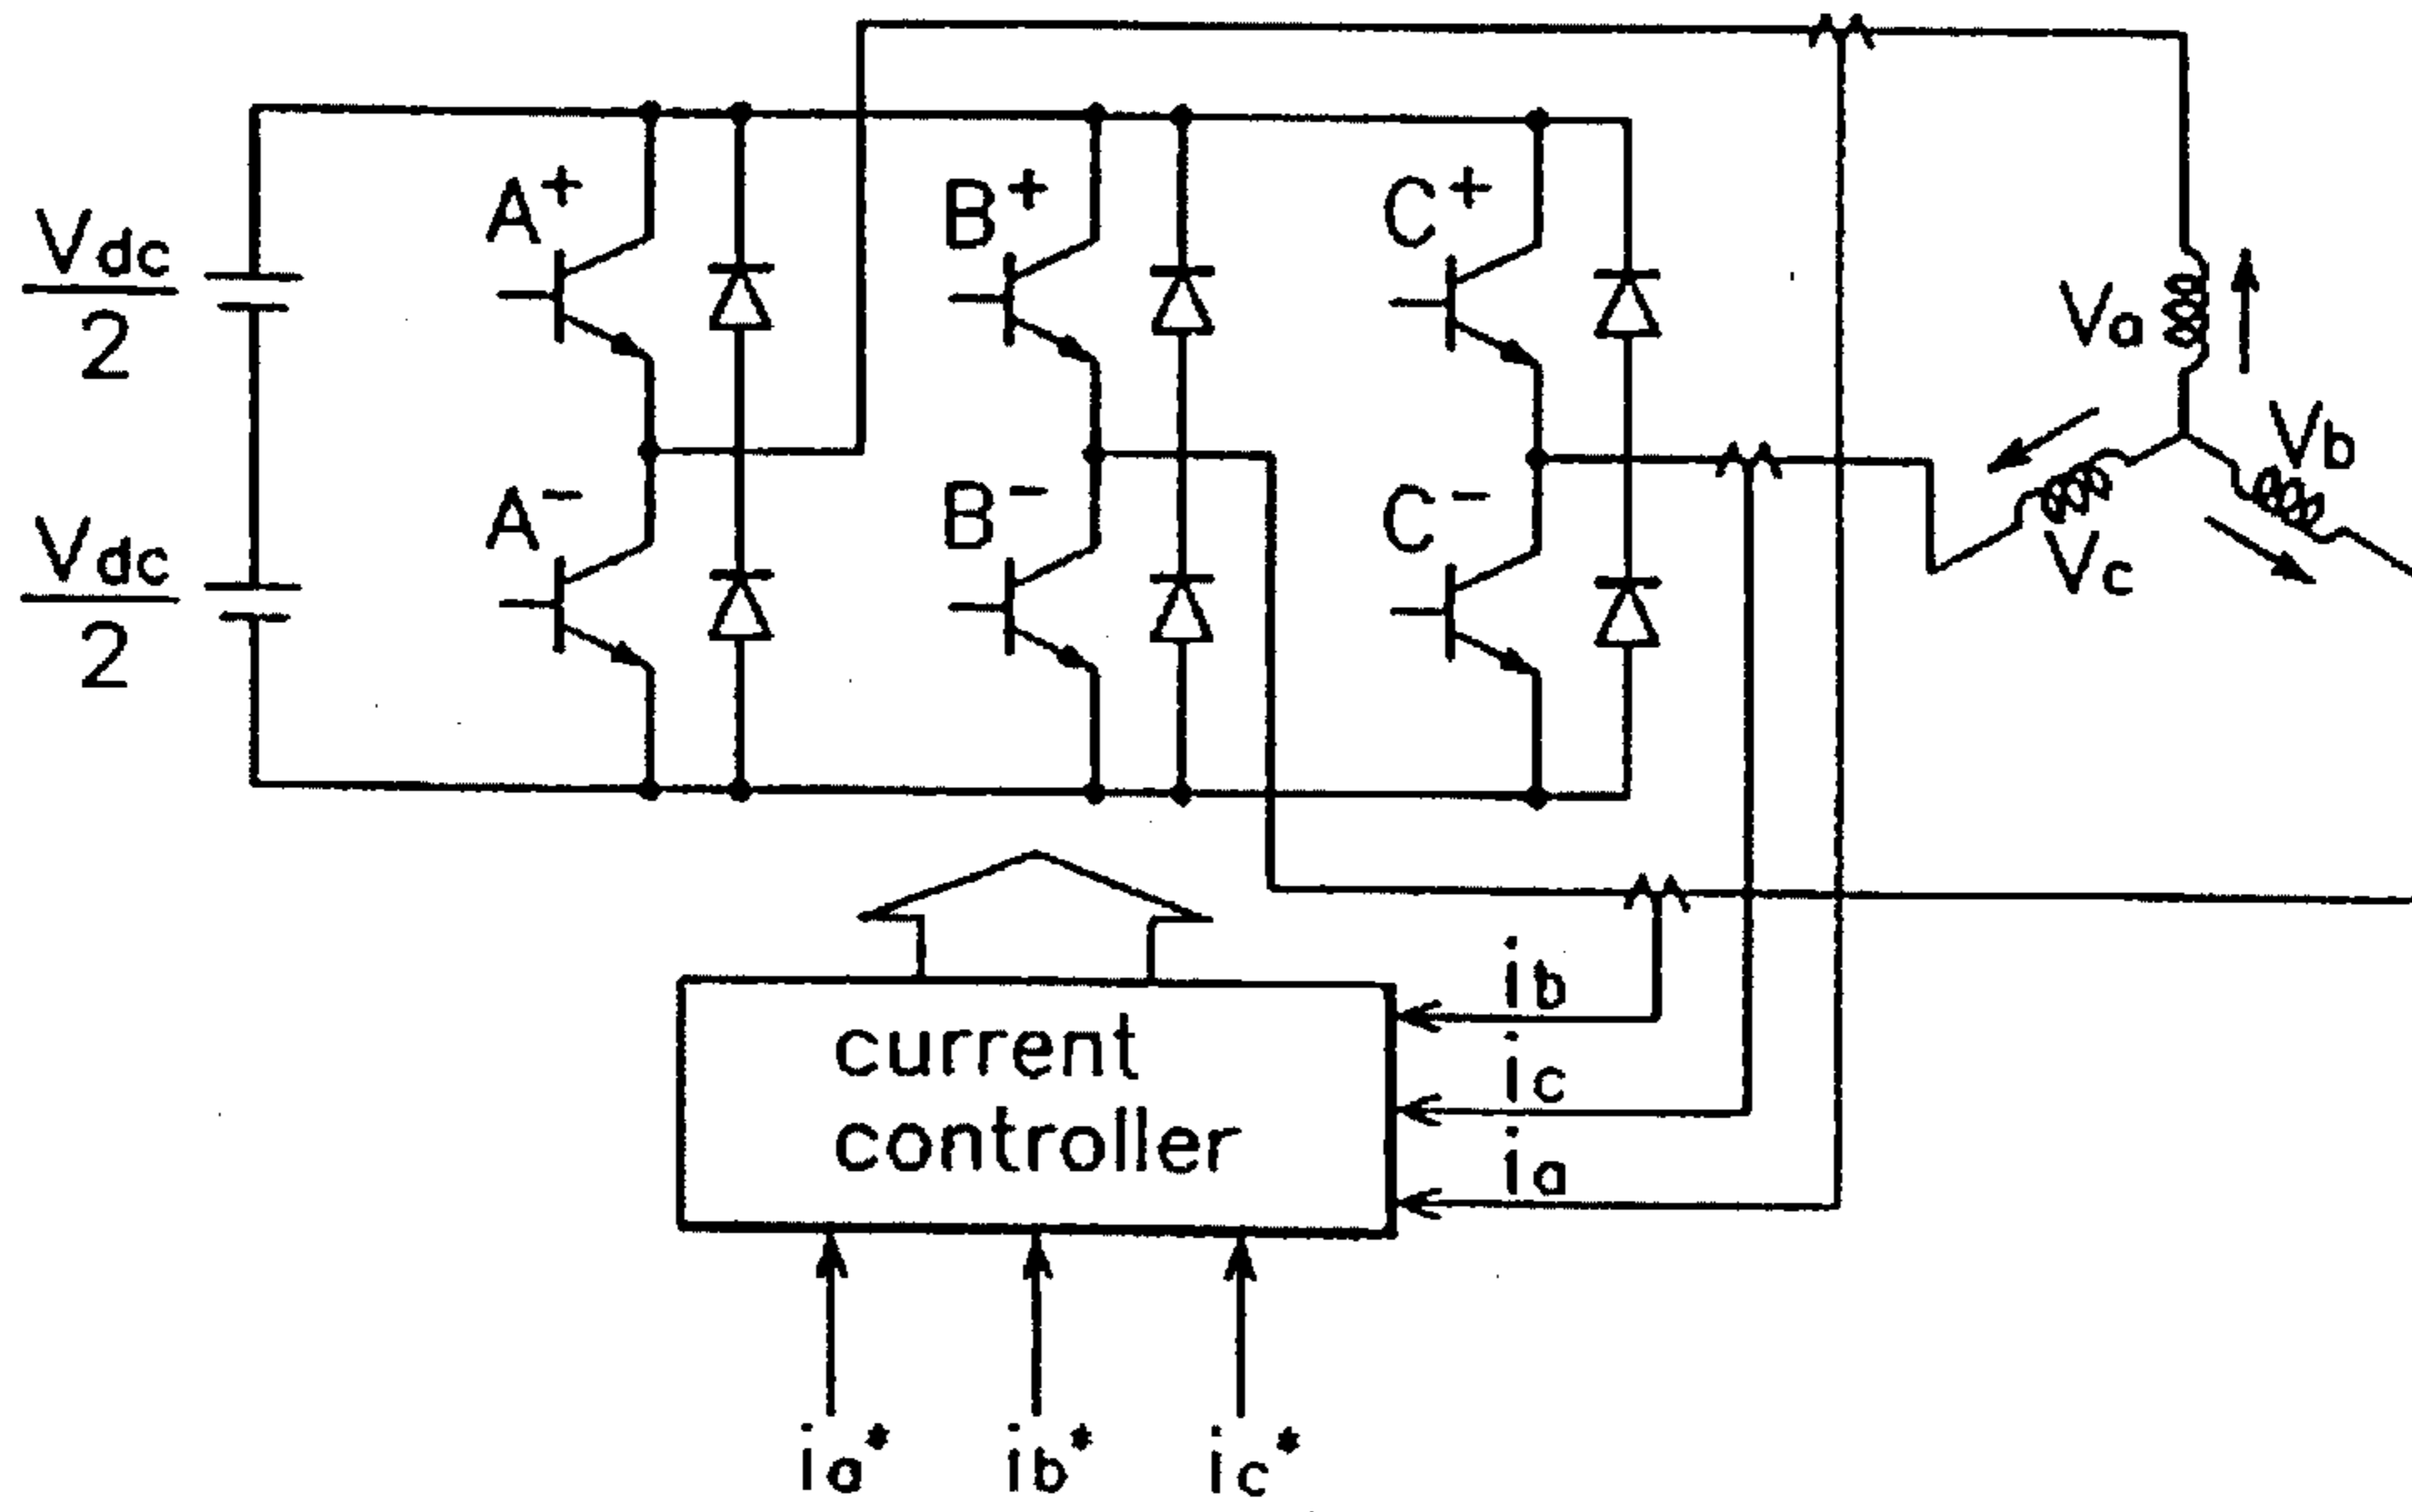 Vdc
2
Vdc
2
A+
A-
B+
B-
C+
C-
Va
Vb
Vc
current
controller
ib
ic
ia
ia*
ib*
ic*